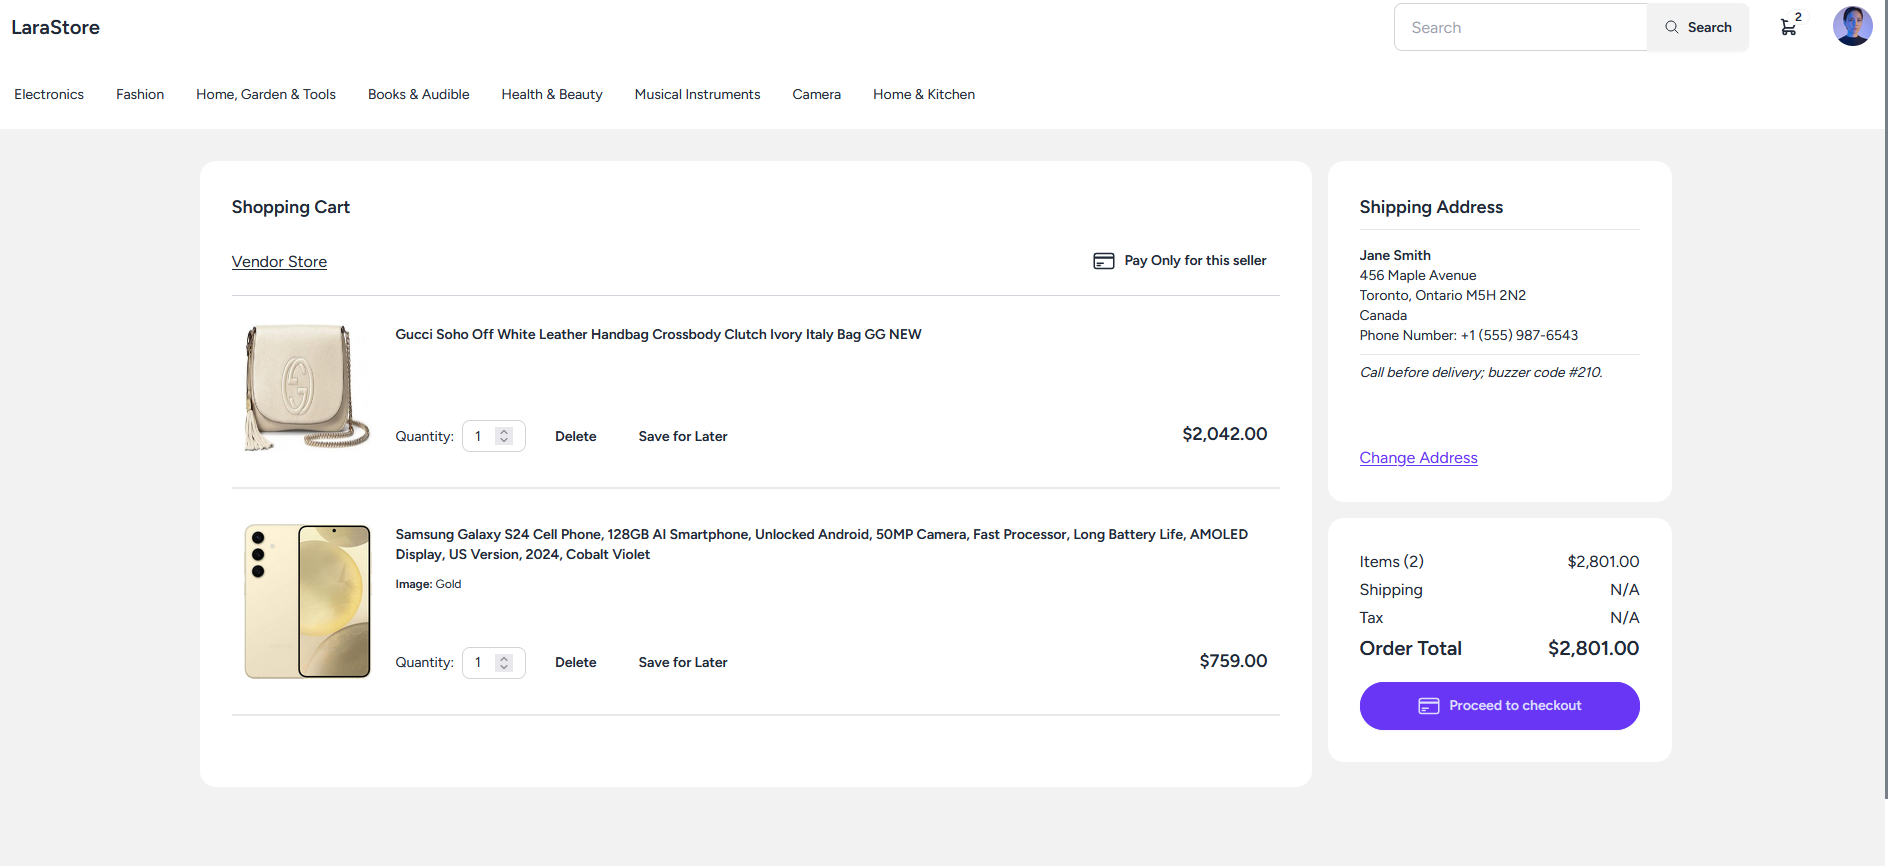 LaraStore
Search
Search
2
Electronics
Fashion
Home, Garden & Tools
Books & Audible
Health & Beauty
Musical Instruments
Camera
Home & Kitchen
Shopping Cart
Vendor Store
Pay Only for this seller
Gucci Soho Off White Leather Handbag Crossbody Clutch Ivory Italy Bag GG NEW
Quantity: 1
Delete
Save for Later
$2,042.00
Samsung Galaxy S24 Cell Phone, 128GB AI Smartphone, Unlocked Android, 50MP Camera, Fast Processor, Long Battery Life, AMOLED
Display, US Version, 2024, Cobalt Violet
Image: Gold
Quantity: 1
Delete
Save for Later
$759.00
Shipping Address
Jane Smith
456 Maple Avenue
Toronto, Ontario M5H 2N2
Canada
Phone Number: +1 (555) 987-6543
Call before delivery; buzzer code #210.
Change Address
Items (2) $2,801.00
Shipping N/A
Tax N/A
Order Total $2,801.00
Proceed to checkout